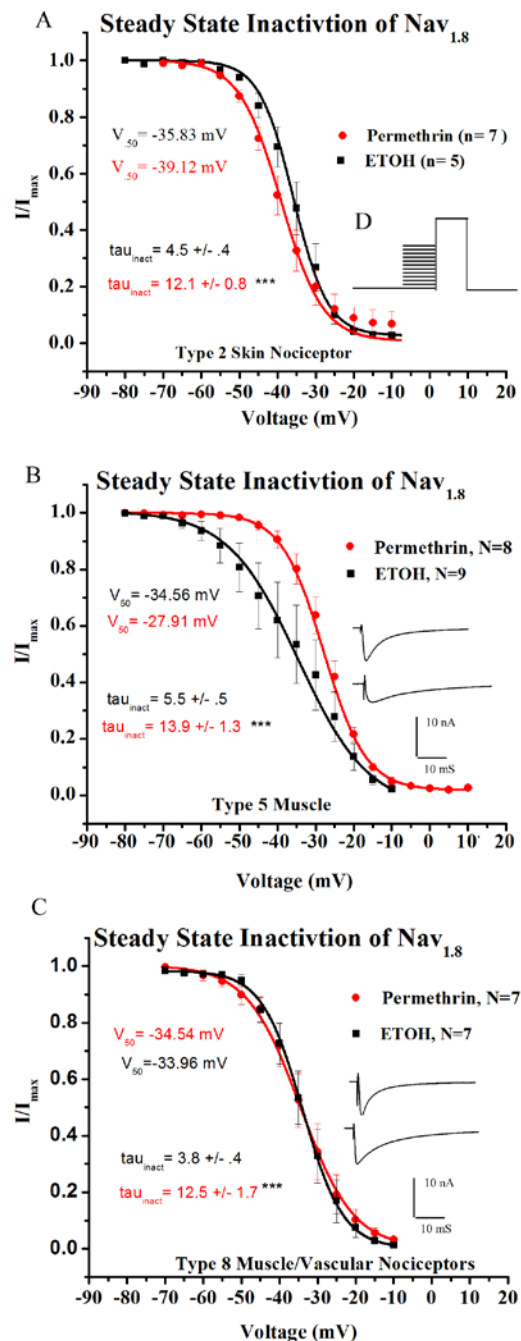 A
Steady State Inactivtion of Nav1.8
1.0
0.8
0.6
0.4
0.2
0.0
I/Imax
V.50= -35.83 mV
V.50= -39.12 mV
Permethrin (n= 7 )
ETOH (n= 5)
D
tauinact = 4.5 +/- .4
tauinact = 12.1 +/- 0.8 ***
Type 2 Skin Nociceptor
-90 -80 -70 -60 -50 -40 -30 -20 -10 0 10 20
Voltage (mV)
B
Steady State Inactivtion of Nav1.8
1.0
0.8
0.6
0.4
0.2
0.0
I/Imax
Permethrin, N=8
ETOH, N=9
V50= -34.56 mV
V50= -27.91 mV
tauinact = 5.5 +/- .5
tauinact = 13.9 +/- 1.3 ***
10 nA
10 mS
Type 5 Muscle
-90 -80 -70 -60 -50 -40 -30 -20 -10 0 10 20
Voltage (mV)
C
Steady State Inactivtion of Nav1.8
1.0
0.8
0.6
0.4
0.2
0.0
I/Imax
Permethrin, N=7
ETOH, N=7
V50= -34.54 mV
V50=-33.96 mV
tauinact = 3.8 +/- .4
tauinact = 12.5 +/- 1.7 ***
10 nA
10 mS
Type 8 Muscle/Vascular Nociceptors
-90 -80 -70 -60 -50 -40 -30 -20 -10 0 10 20
Voltage (mV)